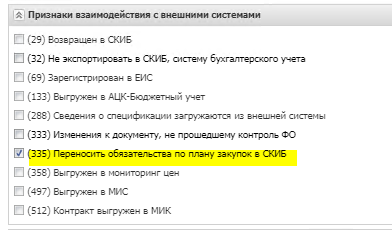 Признаки взаимодействия с внешними системами
(29) Возвращен в СКИБ
(32) Не экспортировать в СКИБ, систему бухгалтерского учета
(69) Зарегистрирован в ЕИС
(133) Выгружен в АЦК-Бюджетный учет
(288) Сведения о спецификации загружаются из внешней системы
(333) Изменения к документу, не прошедшему контроль ФО
(335) Переносить обязательства по плану закупок в СКИБ
(358) Выгружен в мониторинг цен
(497) Выгружен в МИС
(512) Контракт выгружен в МИК